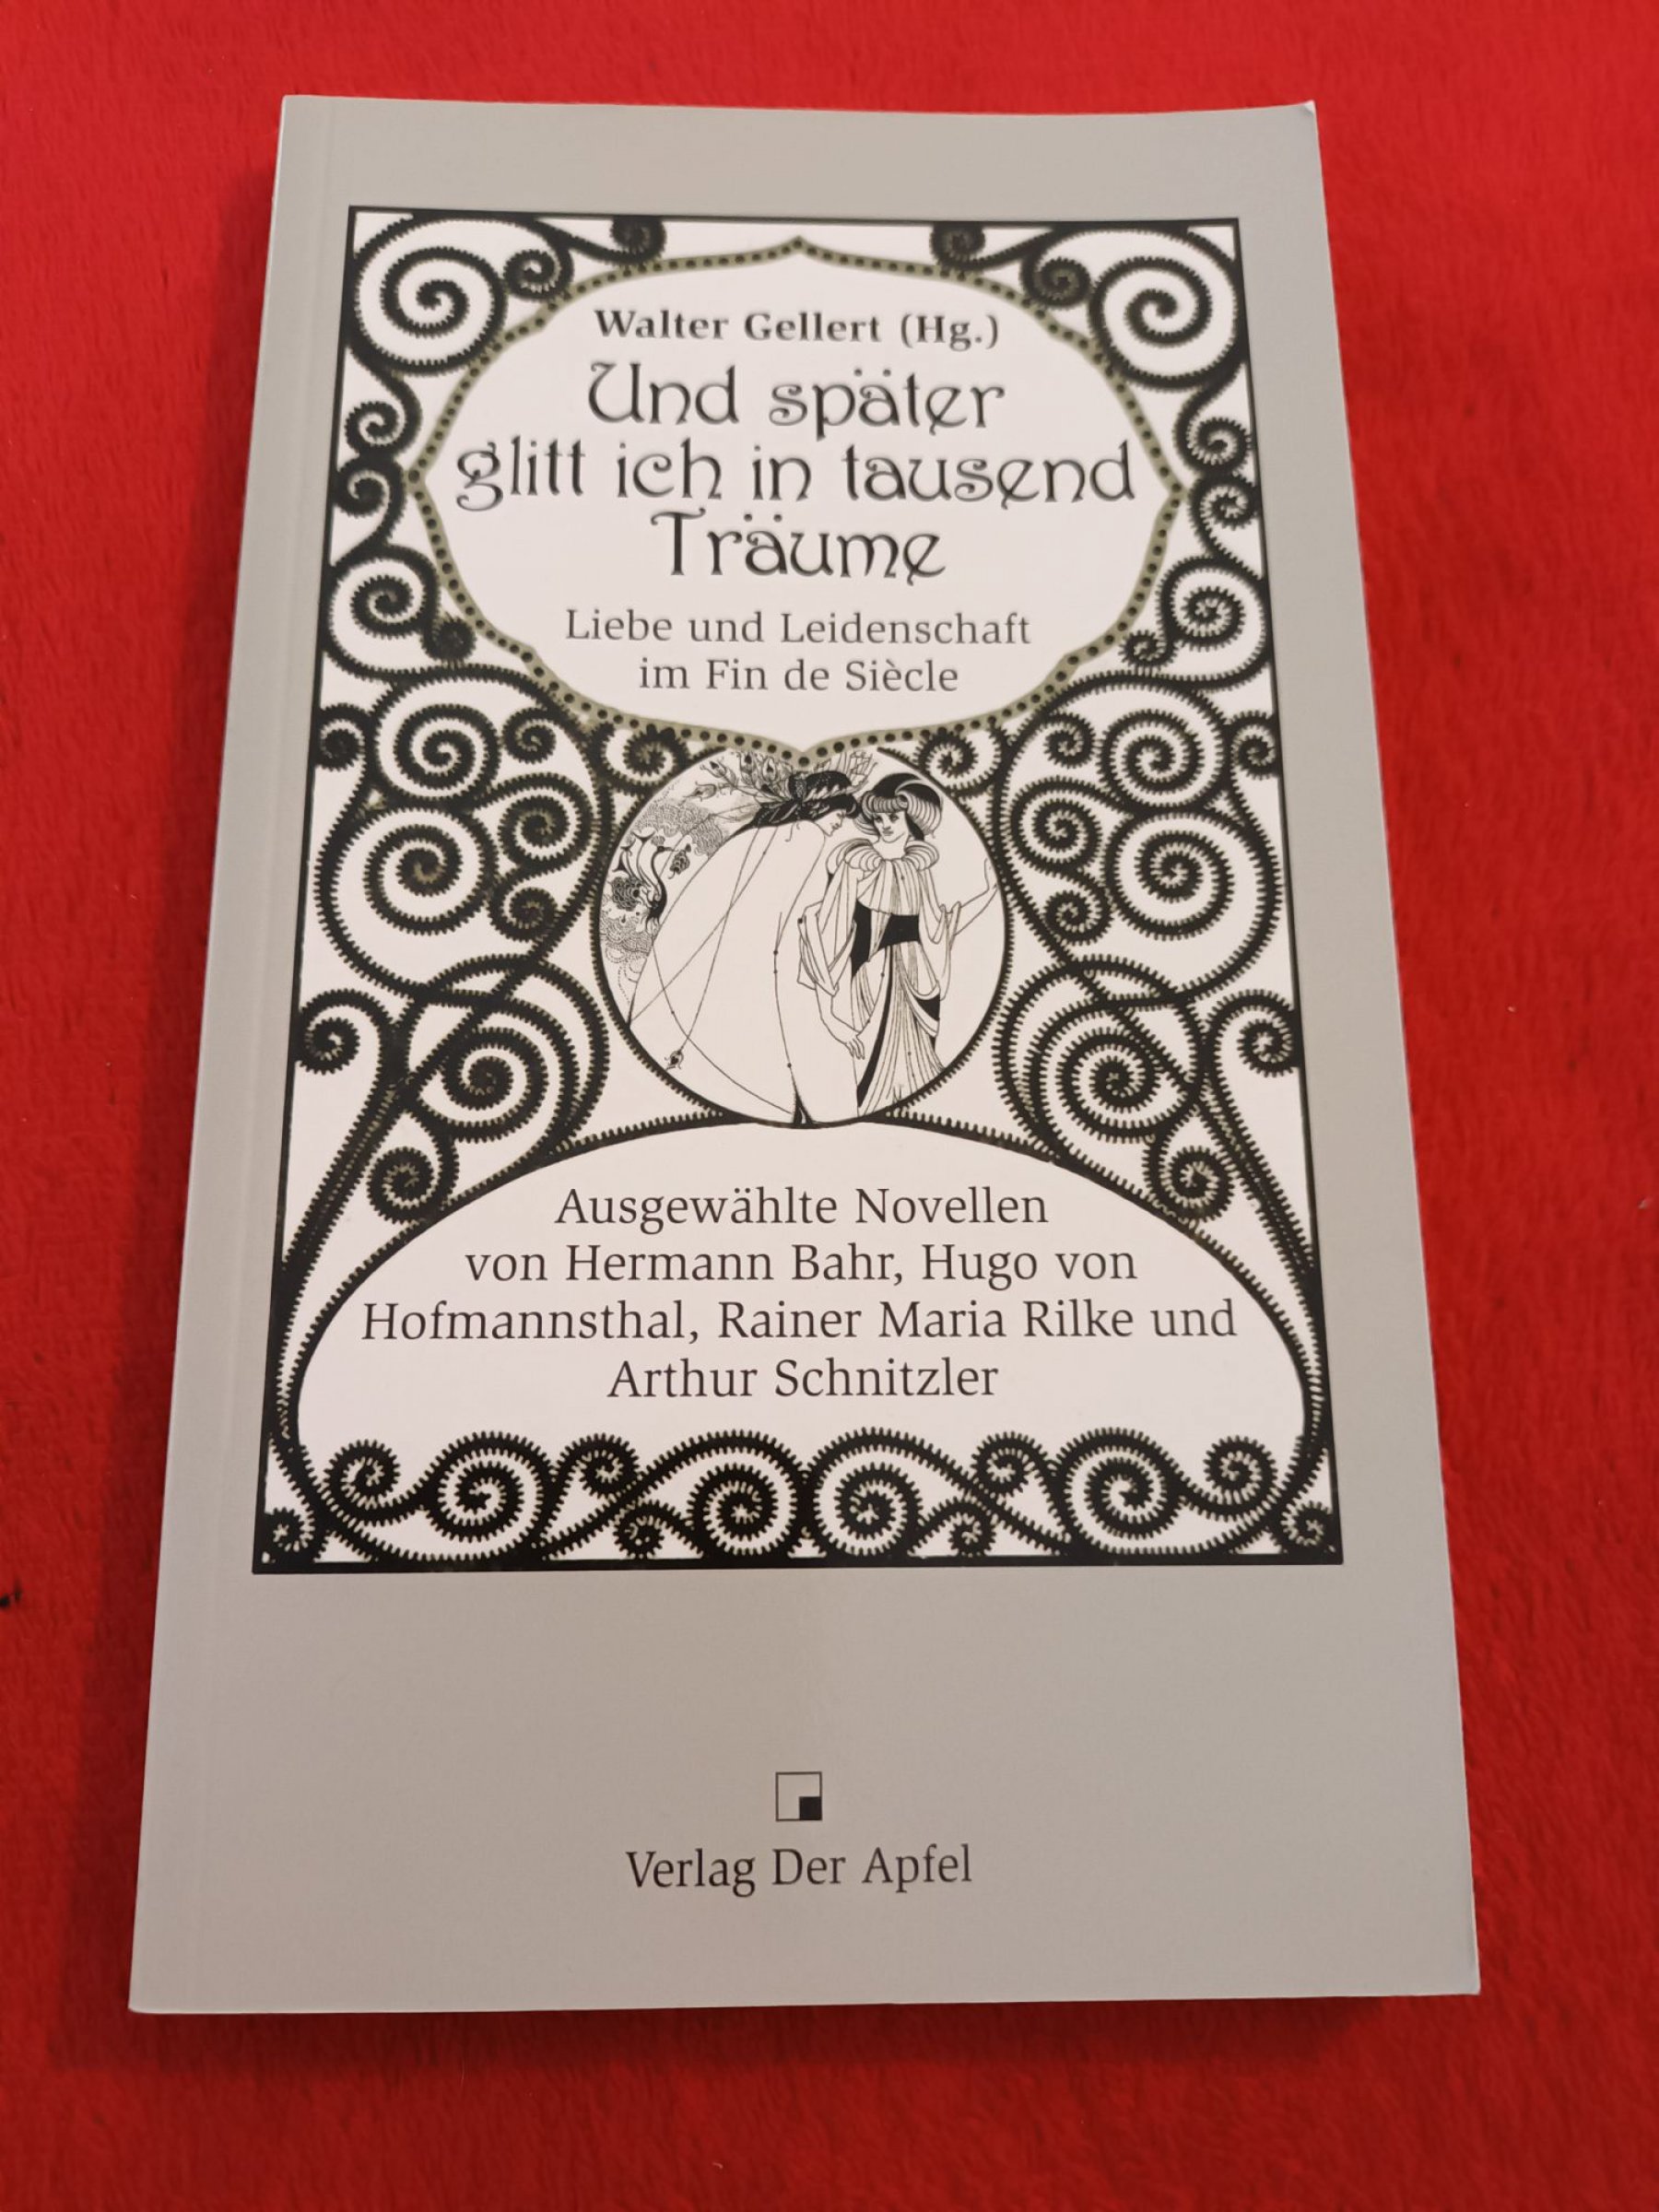 Walter Gellert (Hg.)
Und später
glitt ich in tausend
Träume
Liebe und Leidenschaft
im Fin de Siècle
Ausgewählte Novellen
von Hermann Bahr, Hugo von
Hofmannsthal, Rainer Maria Rilke und
Arthur Schnitzler
Verlag Der Apfel